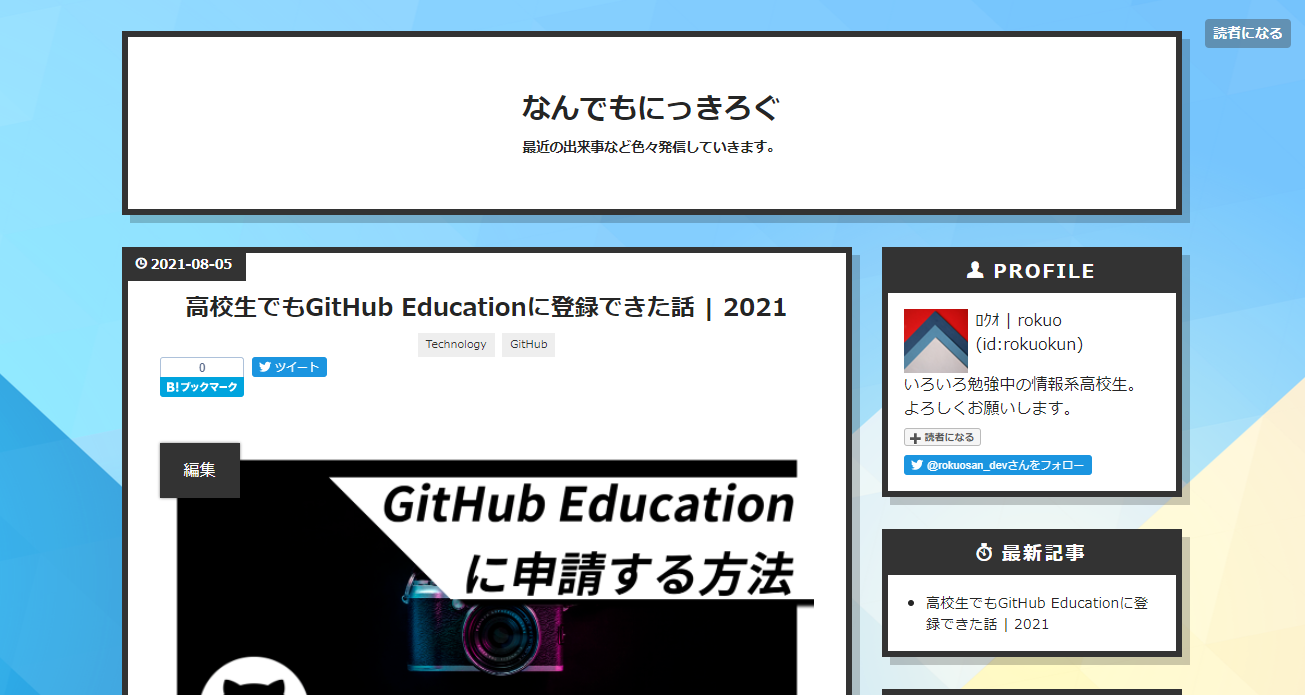 読者になる
なんでもにっきろぐ
最近の出来事など色々発信していきます。
2021-08-05
高校生でもGitHub Educationに登録できた話 | 2021
Technology GitHub
0
B!ブックマーク
ツイート
編集
GitHub Education
に申請する方法
PROFILE
ﾛｸｵ | rokuo
(id:rokuokun)
いろいろ勉強中の情報系高校生。
よろしくお願いします。
読者になる
@rokuosan_devさんをフォロー
最新記事
高校生でもGitHub Educationに登
録できた話 | 2021